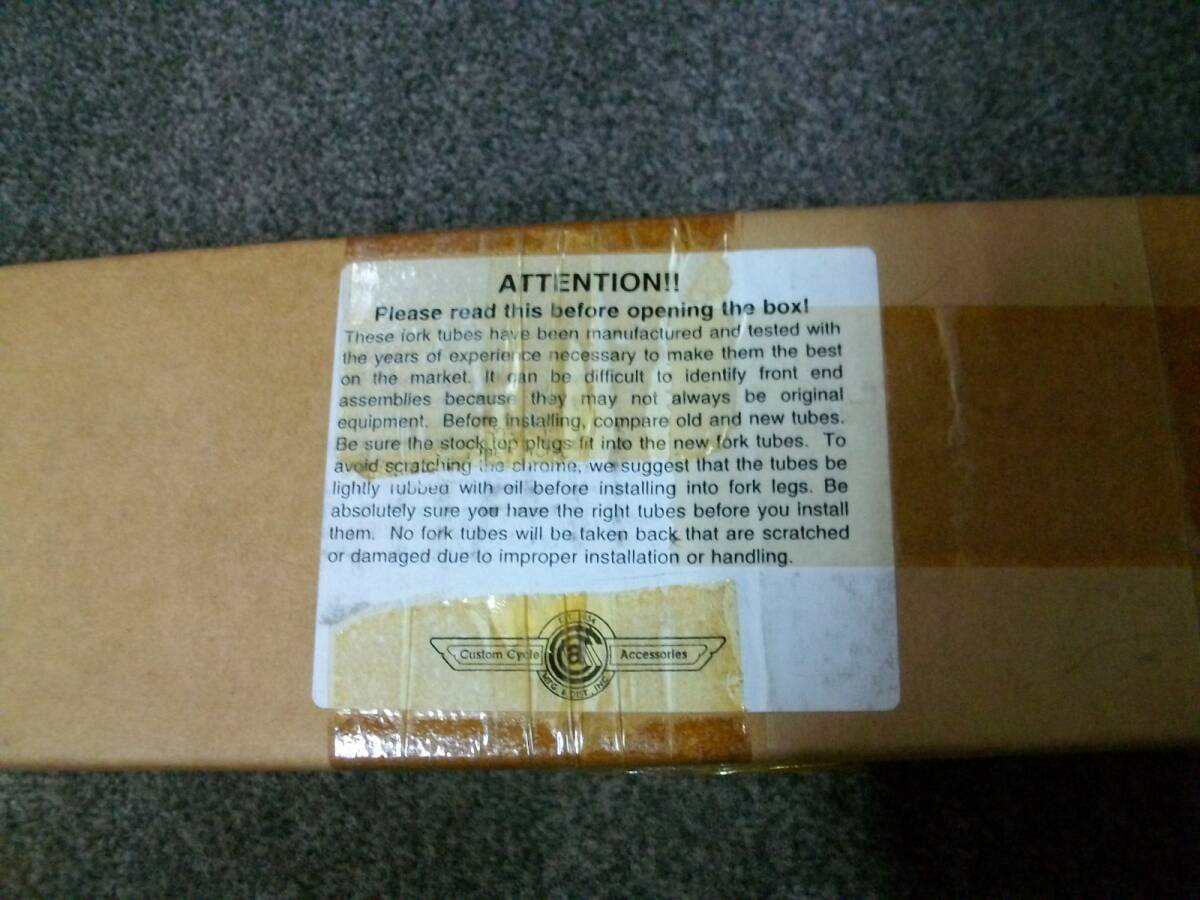 ATTENTION!!
Please read this before opening the box!
These fork tubes have been manufactured and tested with
the years of experience necessary to make them the best
on the market. It can be difficult to identify front end
assemblies because they may not always be original
equipment. Before installing, compare old and new tubes.
Be sure the stock top plugs fit into the new fork tubes. To
avoid scratching the chrome, we suggest that the tubes be
lightly rubbed with oil before installing into fork legs. Be
absolutely sure you have the right tubes before you install
them. No fork tubes will be taken back that are scratched
or damaged due to improper installation or handling.
Custom Cycle Accessories
MFG. & DIST., INC.